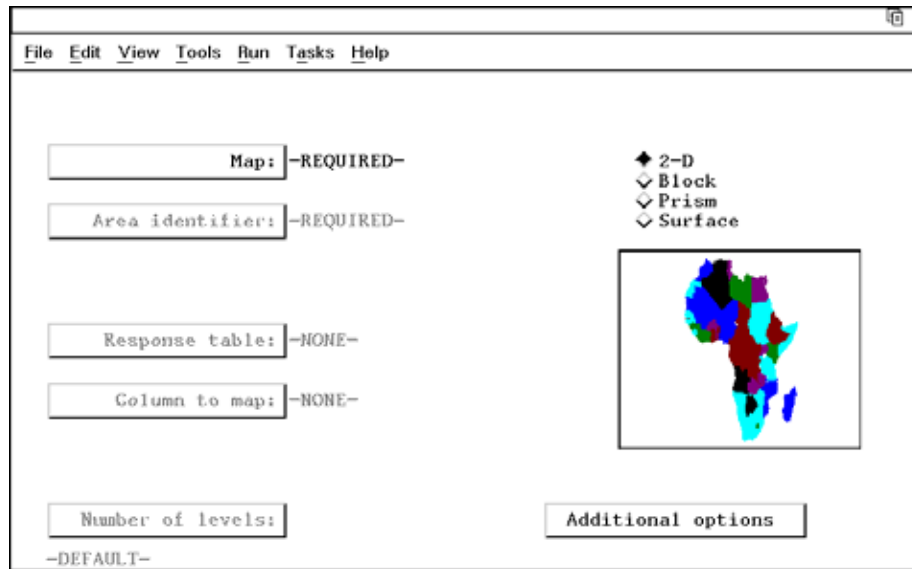 File Edit View Tools Run Tasks Help
Map: -REQUIRED-
2-D
Block
Prism
Surface
Area identifier: -REQUIRED-
Response table: -NONE-
Column to map: -NONE-
Number of levels:
-DEFAULT-
Additional options